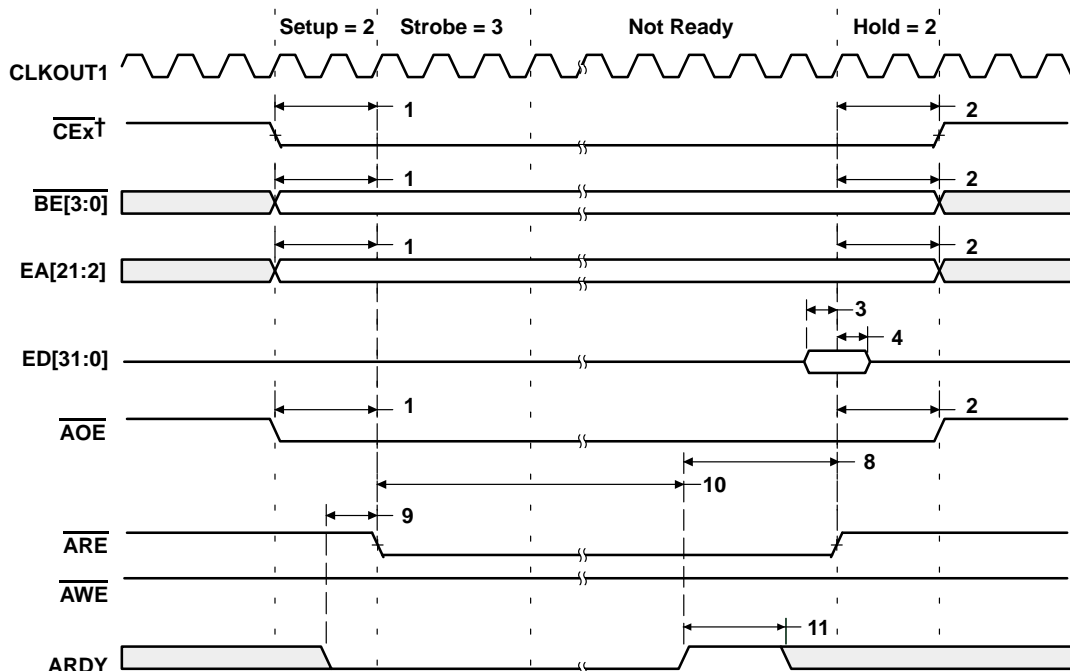 Setup = 2 Strobe = 3 Not Ready Hold = 2
CLKOUT1
1 2
CEx†
1 2
BE[3:0]
1 2
EA[21:2]
3
4
ED[31:0]
1 2
AOE
8
10
9
ARE
AWE
11
ARDY